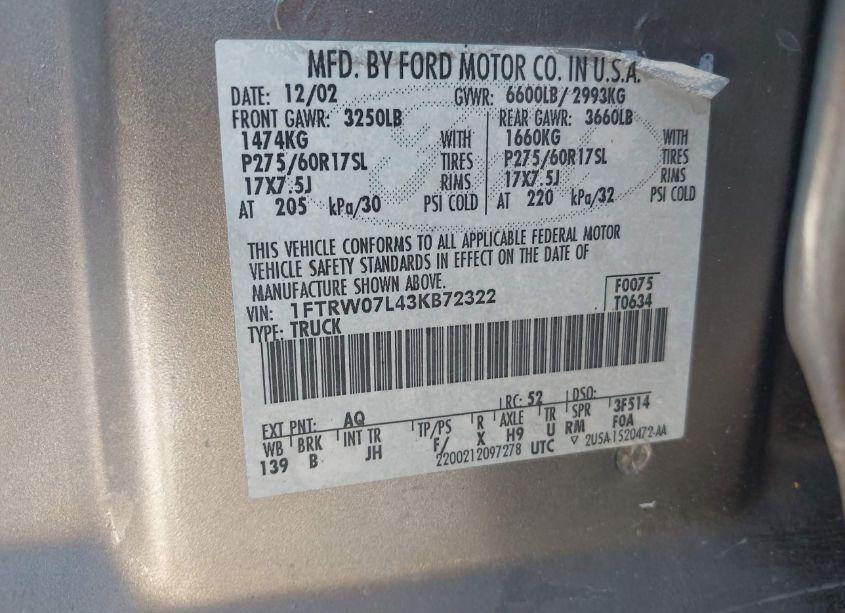 MFD. BY FORD MOTOR CO. IN U.S.A.
DATE: 12/02 GVWR: 6600LB/ 2993KG
FRONT GAWR: 3250LB REAR GAWR: 3660LB
1474KG WITH 1660KG WITH
P275/60R17SL TIRES P275/60R17SL TIRES
17X7.5J RIMS 17X7.5J RIMS
AT 205 kPa/30 PSI COLD AT 220 kPa/32 PSI COLD
THIS VEHICLE CONFORMS TO ALL APPLICABLE FEDERAL MOTOR
VEHICLE SAFETY STANDARDS IN EFFECT ON THE DATE OF
MANUFACTURE SHOWN ABOVE.
VIN: 1FTRW07L43KB72322 F0075
TYPE: TRUCK T0634
EXT PNT: AQ RC: 52 DSO: 3F514
WB BRK INT TR TP/PS R AXLE TR SPR F0A
139 B JH F/ X H9 U RM
2200212097278 UTC ▽ 2U5A-1520472-AA